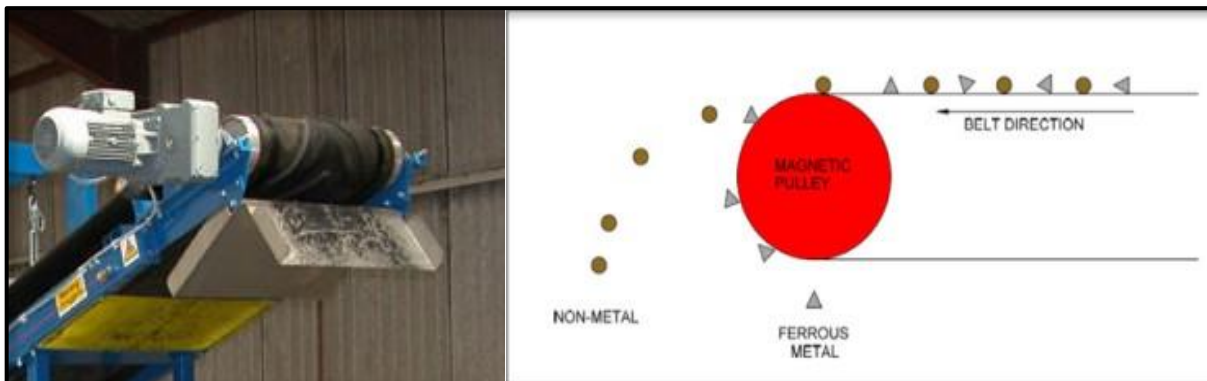 BELT DIRECTION
MAGNETIC
PULLEY
NON-METAL
FERROUS
METAL